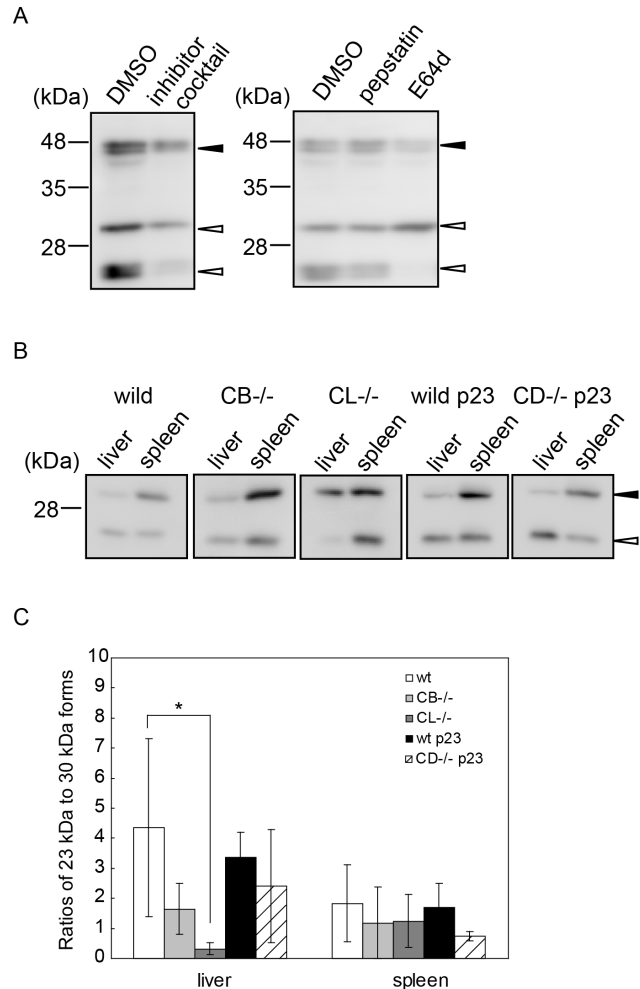 A
(kDa) DMSO inhibitor cocktail
48
35
28
(kDa) DMSO pepstatin E64d
48
35
28
B
wild CB-/- CL-/- wild p23 CD-/- p23
(kDa) liver spleen liver spleen liver spleen liver spleen liver spleen
28
C
Ratios of 23 kDa to 30 kDa forms
10
9
8
7
6
5
4
3
2
1
0
*
wt
CB-/-
CL-/-
wt p23
CD-/- p23
liver spleen